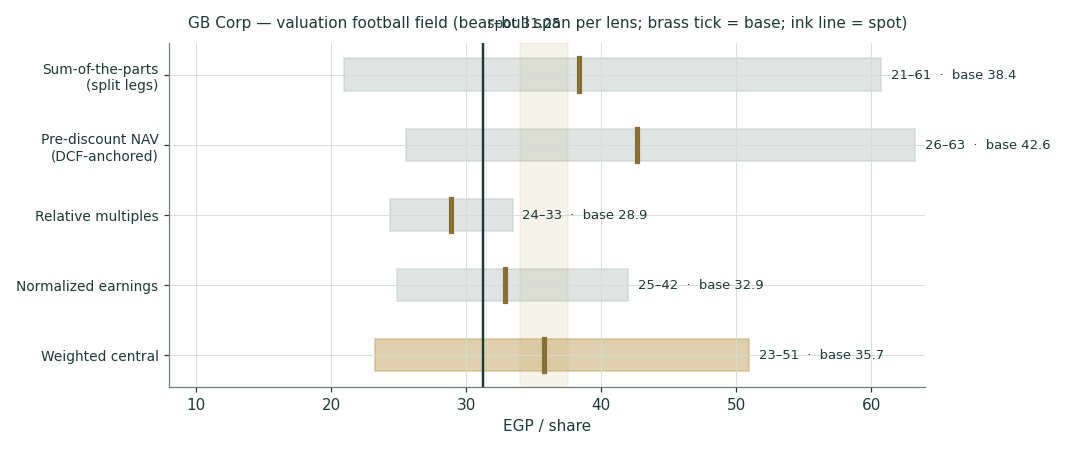 GB Corp — valuation football field (bear–bull span per lens; brass tick = base; ink line = spot)
spot 31.25
Sum-of-the-parts
(split legs)
21–61 · base 38.4
Pre-discount NAV
(DCF-anchored)
26–63 · base 42.6
Relative multiples
24–33 · base 28.9
Normalized earnings
25–42 · base 32.9
Weighted central
23–51 · base 35.7
10 20 30 40 50 60
EGP / share